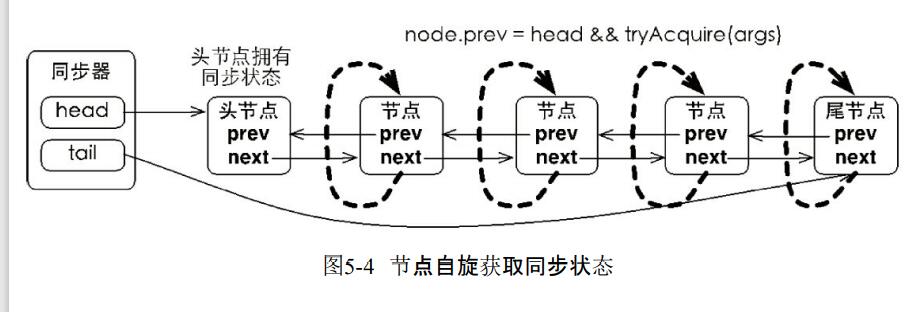 node.prev = head && tryAcquire(args)
同步器
head
tail
头节点拥有
同步状态
头节点
prev
next
节点
prev
next
节点
prev
next
节点
prev
next
尾节点
prev
next
图5-4 节点自旋获取同步状态